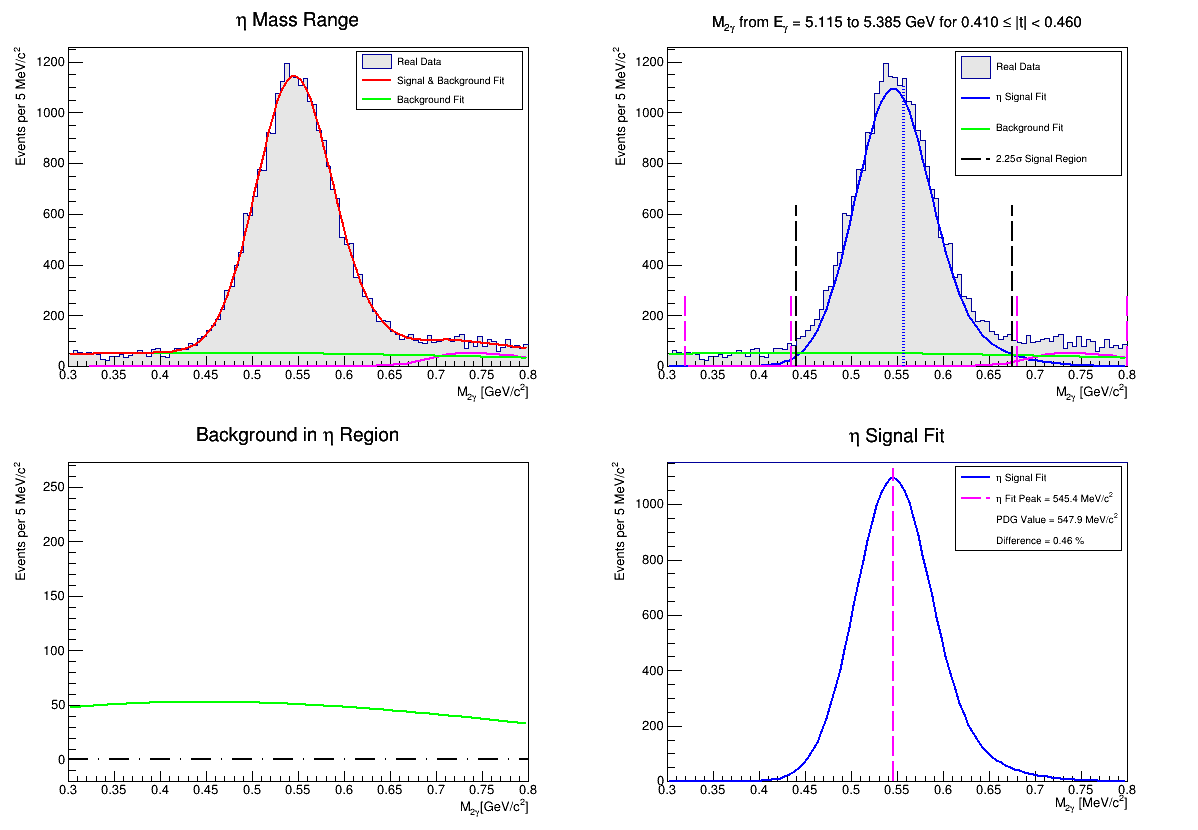 η Mass Range
Events per 5 MeV/c²
1200
1000
800
600
400
200
0
Real Data
Signal & Background Fit
Background Fit
0.3 0.35 0.4 0.45 0.5 0.55 0.6 0.65 0.7 0.75 0.8
M₂γ [GeV/c²]
M₂γ from Eγ = 5.115 to 5.385 GeV for 0.410 ≤ |t| < 0.460
Events per 5 MeV/c²
1200
1000
800
600
400
200
0
Real Data
η Signal Fit
Background Fit
2.25σ Signal Region
0.3 0.35 0.4 0.45 0.5 0.55 0.6 0.65 0.7 0.75 0.8
M₂γ [GeV/c²]
Background in η Region
Events per 5 MeV/c²
250
200
150
100
50
0
0.3 0.35 0.4 0.45 0.5 0.55 0.6 0.65 0.7 0.75 0.8
M₂γ[GeV/c²]
η Signal Fit
Events per 5 MeV/c²
1000
800
600
400
200
0
η Signal Fit
η Fit Peak = 545.4 MeV/c²
PDG Value = 547.9 MeV/c²
Difference = 0.46 %
0.3 0.35 0.4 0.45 0.5 0.55 0.6 0.65 0.7 0.75 0.8
M₂γ [MeV/c²]